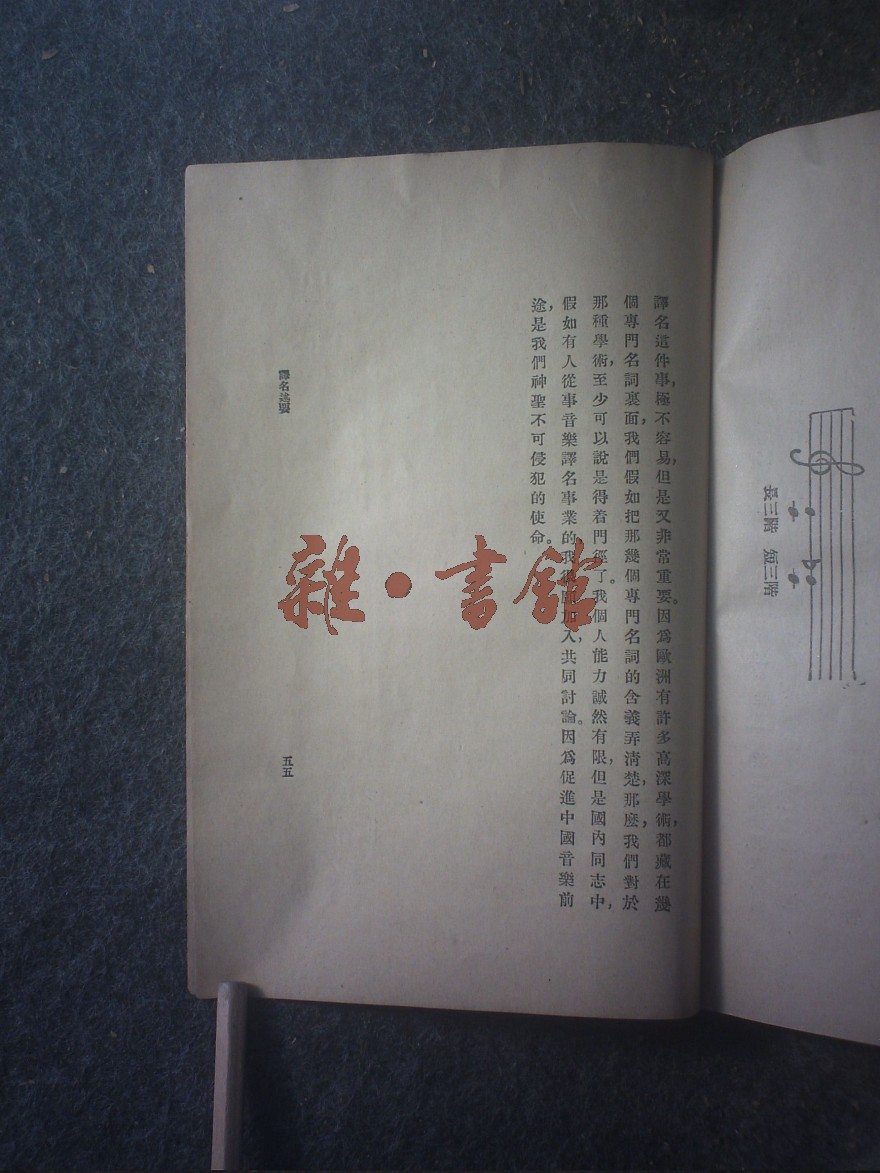 長三階 短三階
譯名這件事,極不容易,但是又非常重要。因爲歐洲有許多高深學術,都藏在幾
個專門名詞裏面,我們假如把那幾個專門名詞的含義弄清楚,那麽,我們對於
那種學術,至少可以說是得着門徑了。我個人能力誠然有限,但是國內同志中,
假如有人從事音樂譯名事業的,我很願加入,共同討論。因爲促進中國音樂前
途,是我們神聖不可侵犯的使命。
譯名述要
五五
雜·書館